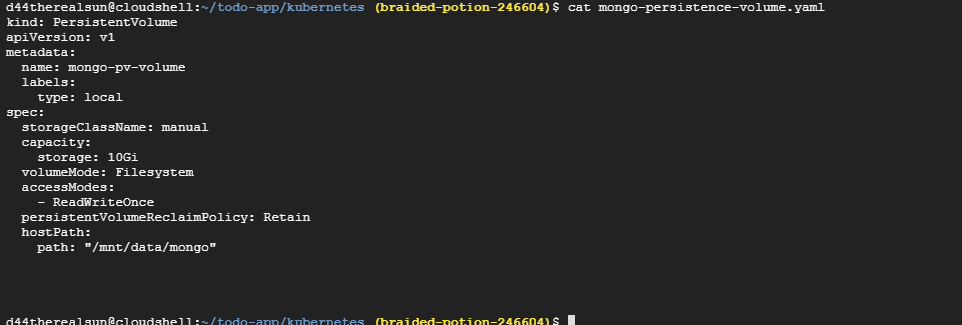 d44therealsun@cloudshell:~/todo-app/kubernetes (braided-potion-246604)$ cat mongo-persistence-volume.yaml
kind: PersistentVolume
apiVersion: v1
metadata:
  name: mongo-pv-volume
  labels:
    type: local
spec:
  storageClassName: manual
  capacity:
    storage: 10Gi
  volumeMode: Filesystem
  accessModes:
    - ReadWriteOnce
  persistentVolumeReclaimPolicy: Retain
  hostPath:
    path: "/mnt/data/mongo"
d44therealsun@cloudshell:~/todo-app/kubernetes (braided-potion-246604)$